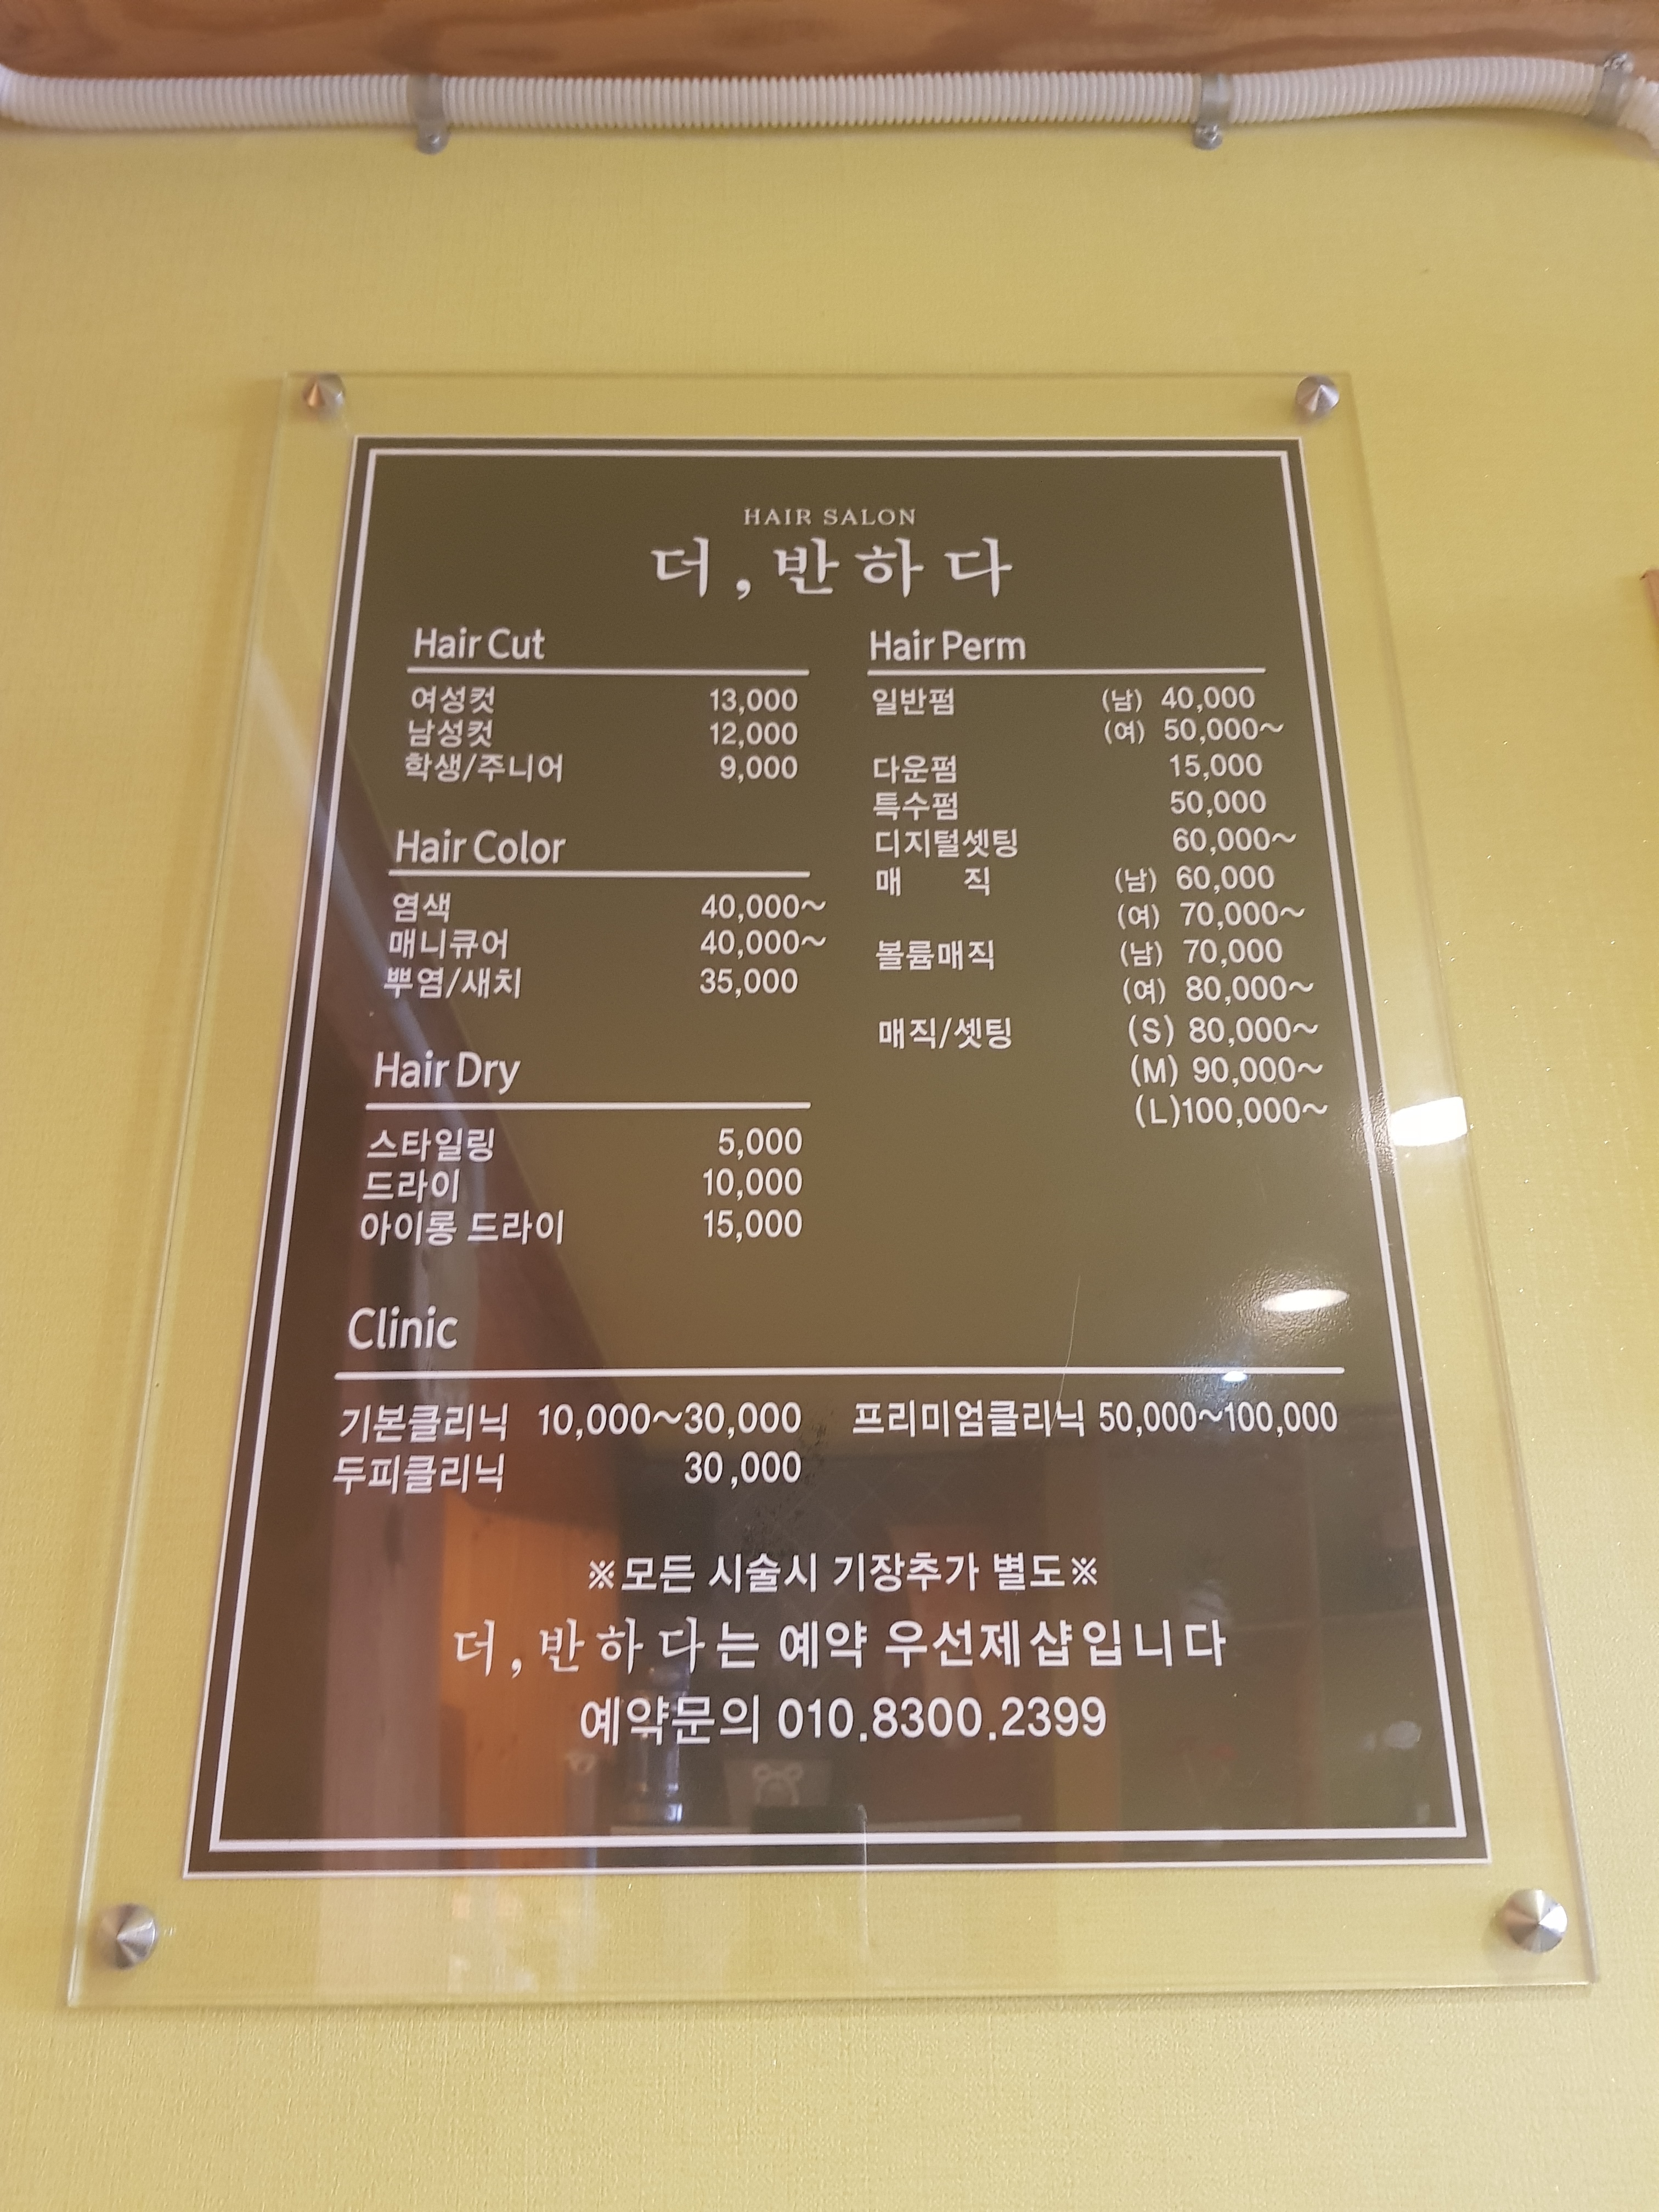 HAIR SALON
더,반하다
Hair Cut
여성컷 13,000
남성컷 12,000
학생/주니어 9,000
Hair Color
염색 40,000~
매니큐어 40,000~
뿌염/새치 35,000
Hair Dry
스타일링 5,000
드라이 10,000
아이롱 드라이 15,000
Hair Perm
일반펌 (남) 40,000
(여) 50,000~
다운펌 15,000
특수펌 50,000
디지털셋팅 60,000~
매 직 (남) 60,000
(여) 70,000~
볼륨매직 (남) 70,000
(여) 80,000~
매직/셋팅 (S) 80,000~
(M) 90,000~
(L)100,000~
Clinic
기본클리닉 10,000~30,000 프리미엄클리닉 50,000~100,000
두피클리닉 30,000
※모든 시술시 기장추가 별도※
더,반하다는 예약 우선제샵입니다
예약문의 010.8300.2399